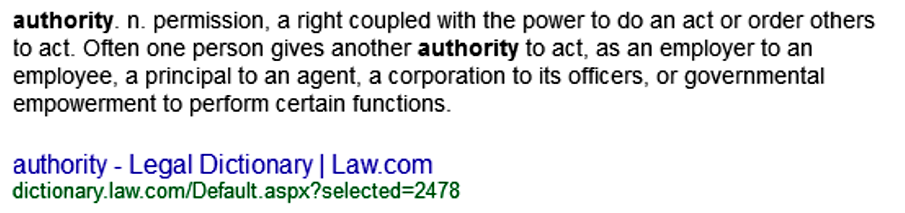 authority. n. permission, a right coupled with the power to do an act or order others
to act. Often one person gives another authority to act, as an employer to an
employee, a principal to an agent, a corporation to its officers, or governmental
empowerment to perform certain functions.
authority - Legal Dictionary | Law.com
dictionary.law.com/Default.aspx?selected=2478